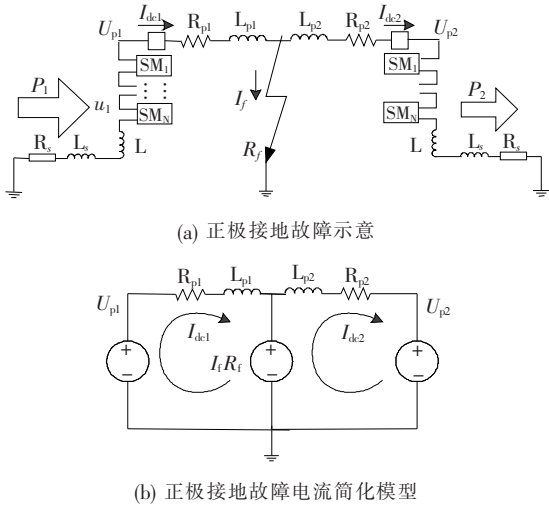 I_dc1 R_p1 L_p1 L_p2 R_p2 I_dc2
U_p1 U_p2
SM_1 SM_1
P_1 u_1 I_f P_2
SM_N SM_N
R_s L_s L R_f L L_s R_s
(a) 正极接地故障示意
R_p1 L_p1 L_p2 R_p2
U_p1 U_p2
I_dc1 I_dc2
+ + +
I_f R_f
− − −
(b) 正极接地故障电流简化模型